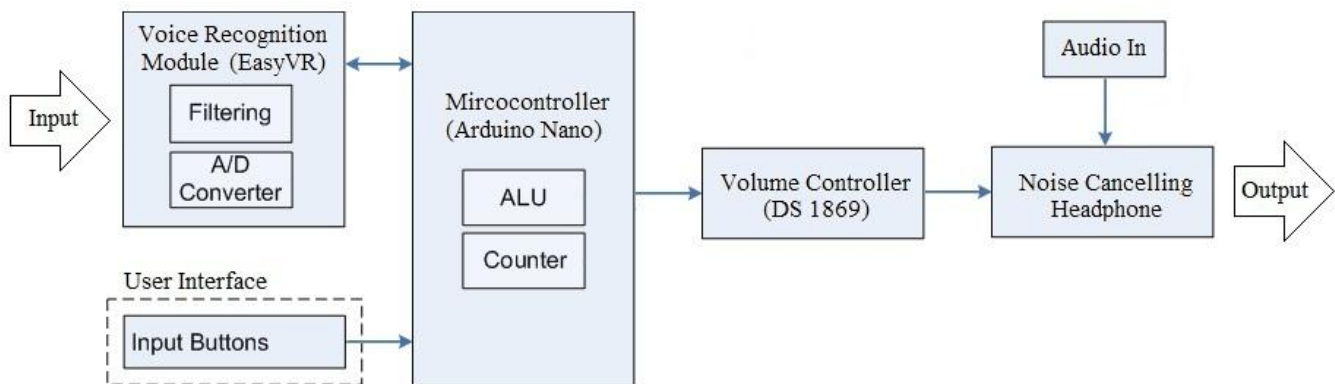 Input
Voice Recognition
Module (EasyVR)
Filtering
A/D
Converter
User Interface
Input Buttons
Mircocontroller
(Arduino Nano)
ALU
Counter
Volume Controller
(DS 1869)
Audio In
Noise Cancelling
Headphone
Output